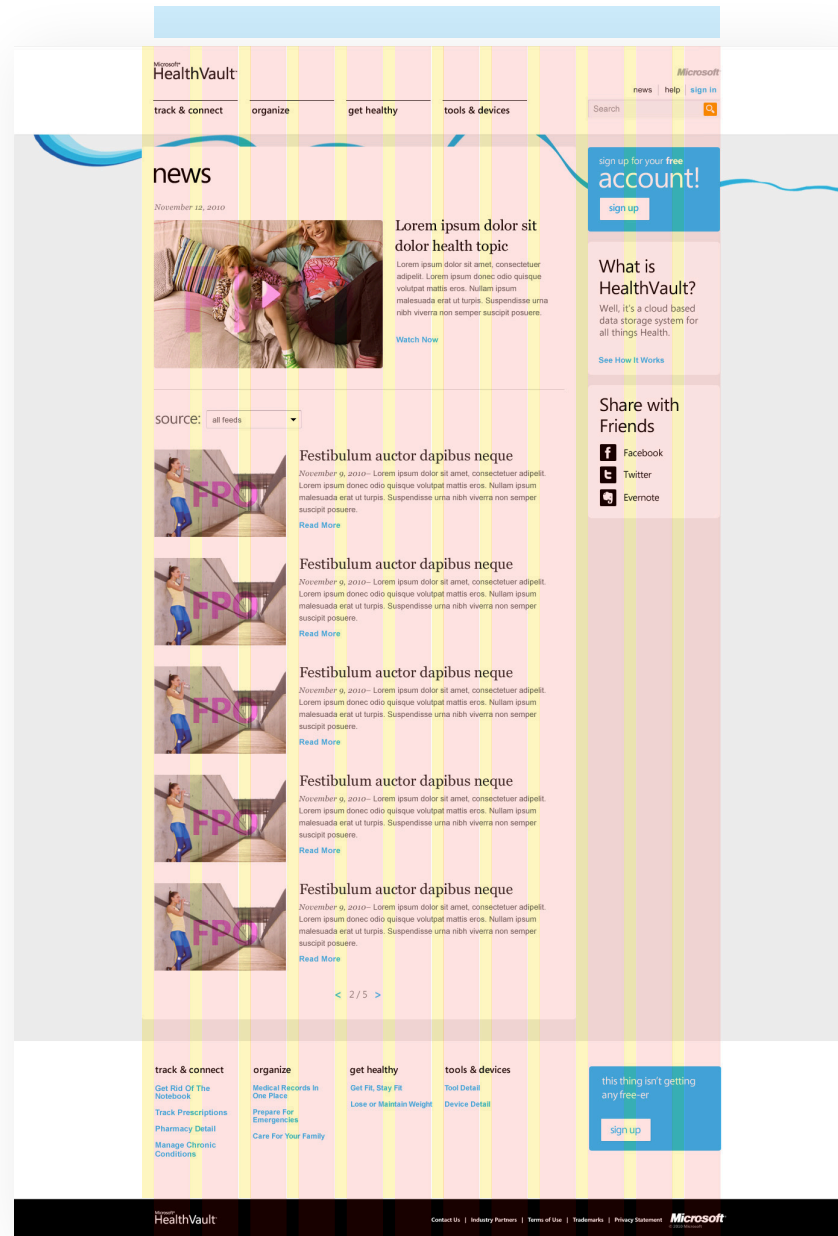 Microsoft®
HealthVault
Microsoft
news | help | sign in
track & connect
organize
get healthy
tools & devices
Search
news
November 12, 2010
FPO
Lorem ipsum dolor sit
dolor health topic
Lorem ipsum dolor sit amet, consectetuer
adipelit. Lorem ipsum donec odio quisque
volutpat mattis eros. Nullam ipsum
malesuada erat ut turpis. Suspendisse urna
nibh viverra non semper suscipit posuere.
Watch Now
sign up for your free
account!
sign up
What is
HealthVault?
Well, it's a cloud based
data storage system for
all things Health.
See How It Works
Share with
Friends
Facebook
Twitter
Evernote
source: all feeds
FPO
Festibulum auctor dapibus neque
November 9, 2010– Lorem ipsum dolor sit amet, consectetuer adipelit.
Lorem ipsum donec odio quisque volutpat mattis eros. Nullam ipsum
malesuada erat ut turpis. Suspendisse urna nibh viverra non semper
suscipit posuere.
Read More
FPO
Festibulum auctor dapibus neque
November 9, 2010– Lorem ipsum dolor sit amet, consectetuer adipelit.
Lorem ipsum donec odio quisque volutpat mattis eros. Nullam ipsum
malesuada erat ut turpis. Suspendisse urna nibh viverra non semper
suscipit posuere.
Read More
FPO
Festibulum auctor dapibus neque
November 9, 2010– Lorem ipsum dolor sit amet, consectetuer adipelit.
Lorem ipsum donec odio quisque volutpat mattis eros. Nullam ipsum
malesuada erat ut turpis. Suspendisse urna nibh viverra non semper
suscipit posuere.
Read More
FPO
Festibulum auctor dapibus neque
November 9, 2010– Lorem ipsum dolor sit amet, consectetuer adipelit.
Lorem ipsum donec odio quisque volutpat mattis eros. Nullam ipsum
malesuada erat ut turpis. Suspendisse urna nibh viverra non semper
suscipit posuere.
Read More
FPO
Festibulum auctor dapibus neque
November 9, 2010– Lorem ipsum dolor sit amet, consectetuer adipelit.
Lorem ipsum donec odio quisque volutpat mattis eros. Nullam ipsum
malesuada erat ut turpis. Suspendisse urna nibh viverra non semper
suscipit posuere.
Read More
< 2 / 5 >
track & connect
Get Rid Of The
Notebook
Track Prescriptions
Pharmacy Detail
Manage Chronic
Conditions
organize
Medical Records In
One Place
Prepare For
Emergencies
Care For Your Family
get healthy
Get Fit, Stay Fit
Lose or Maintain Weight
tools & devices
Tool Detail
Device Detail
this thing isn't getting
any free-er
sign up
Microsoft®
HealthVault
Contact Us | Industry Partners | Terms of Use | Trademarks | Privacy Statement
Microsoft
© 2010 Microsoft